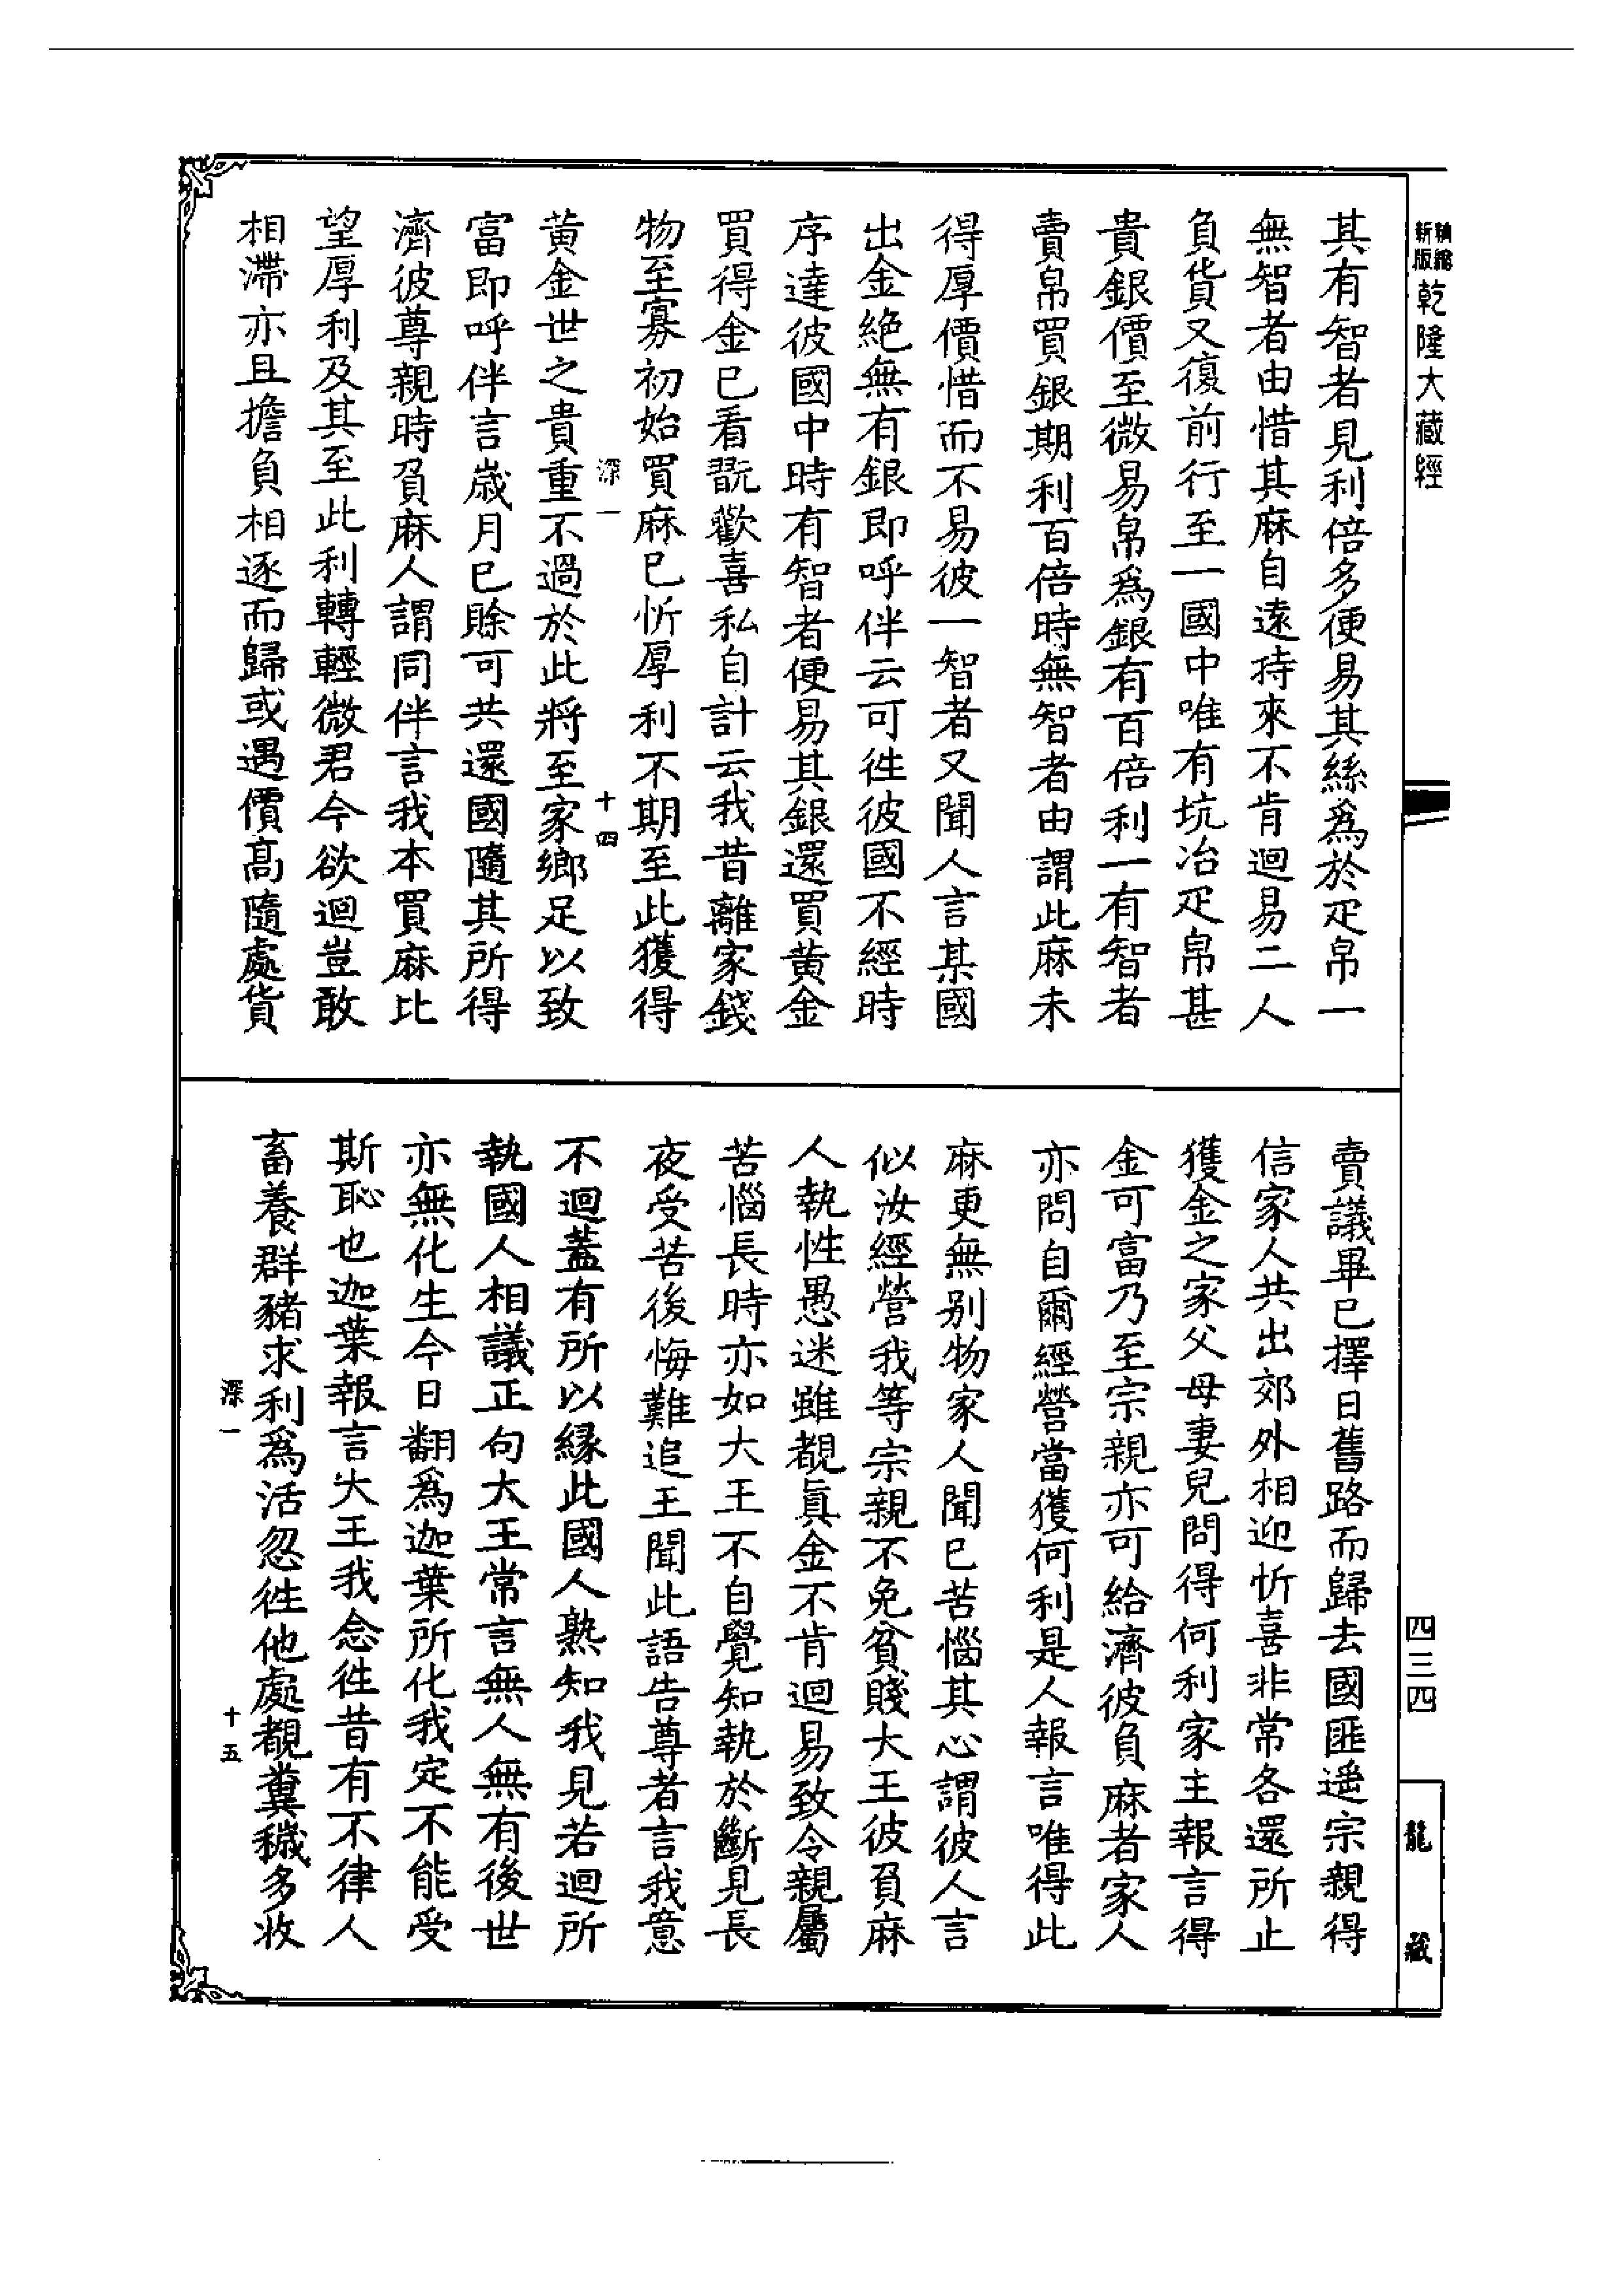 精縮新版乾隆大藏經
其有智者見利倍多便易其絲為於疋帛一
無智者由惜其麻自遠持來不肯迴易二人
負貨又復前行至一國中唯有坑冶疋帛甚
貴銀價至微易帛為銀有百倍利一有智者
賣帛買銀期利百倍時無智者由謂此麻未
得厚價惜而不易彼一智者又聞人言某國
出金絶無有銀即呼伴云可徃彼國不經時
序達彼國中時有智者便易其銀還買黃金
買得金巳看翫歡喜私自計云我昔離家錢
物至寡初始買麻巳忻厚利不期至此獲得
深一 十四
黃金世之貴重不過於此將至家鄉足以致
富即呼伴言歲月巳賒可共還國隨其所得
濟彼尊親時負麻人謂同伴言我本買麻比
望厚利及其至此利轉輕微君今欲迴豈敢
相滯亦且擔負相逐而歸或遇價高隨處貨
賣議畢巳擇日舊路而歸去國匪遥宗親得
信家人共出郊外相迎忻喜非常各還所止
獲金之家父母妻兒問得何利家主報言得
金可富乃至宗親亦可給濟彼負麻者家人
亦問自爾經營當獲何利是人報言唯得此
麻更無別物家人聞巳苦惱其心謂彼人言
似汝經營我等宗親不免貧賤大王彼負麻
人執性愚迷雖覩真金不肯迴易致令親屬
苦惱長時亦如大王不自覺知執於斷見長
夜受苦後悔難追王聞此語告尊者言我意
不迴蓋有所以緣此國人熟知我見若迴所
執國人相議正句大王常言無人無有後世
亦無化生今日翻為迦葉所化我定不能受
斯恥也迦葉報言大王我念徃昔有不律人
畜養群豬求利為活忽徃他處覩糞穢多收
深一 十五
四三四
龍藏